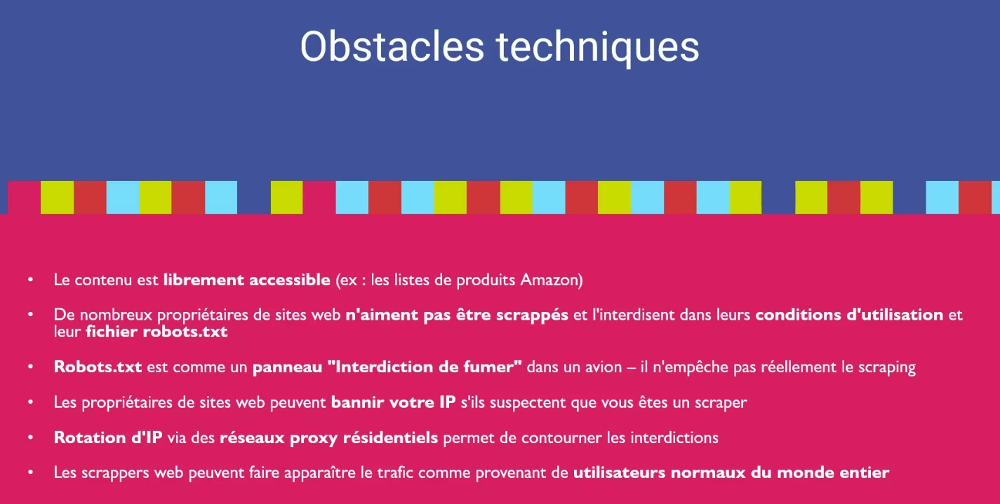 Obstacles techniques
• Le contenu est librement accessible (ex : les listes de produits Amazon)
• De nombreux propriétaires de sites web n'aiment pas être scrappés et l'interdisent dans leurs conditions d'utilisation et
leur fichier robots.txt
• Robots.txt est comme un panneau "Interdiction de fumer" dans un avion – il n'empêche pas réellement le scraping
• Les propriétaires de sites web peuvent bannir votre IP s'ils suspectent que vous êtes un scraper
• Rotation d'IP via des réseaux proxy résidentiels permet de contourner les interdictions
• Les scrappers web peuvent faire apparaître le trafic comme provenant de utilisateurs normaux du monde entier